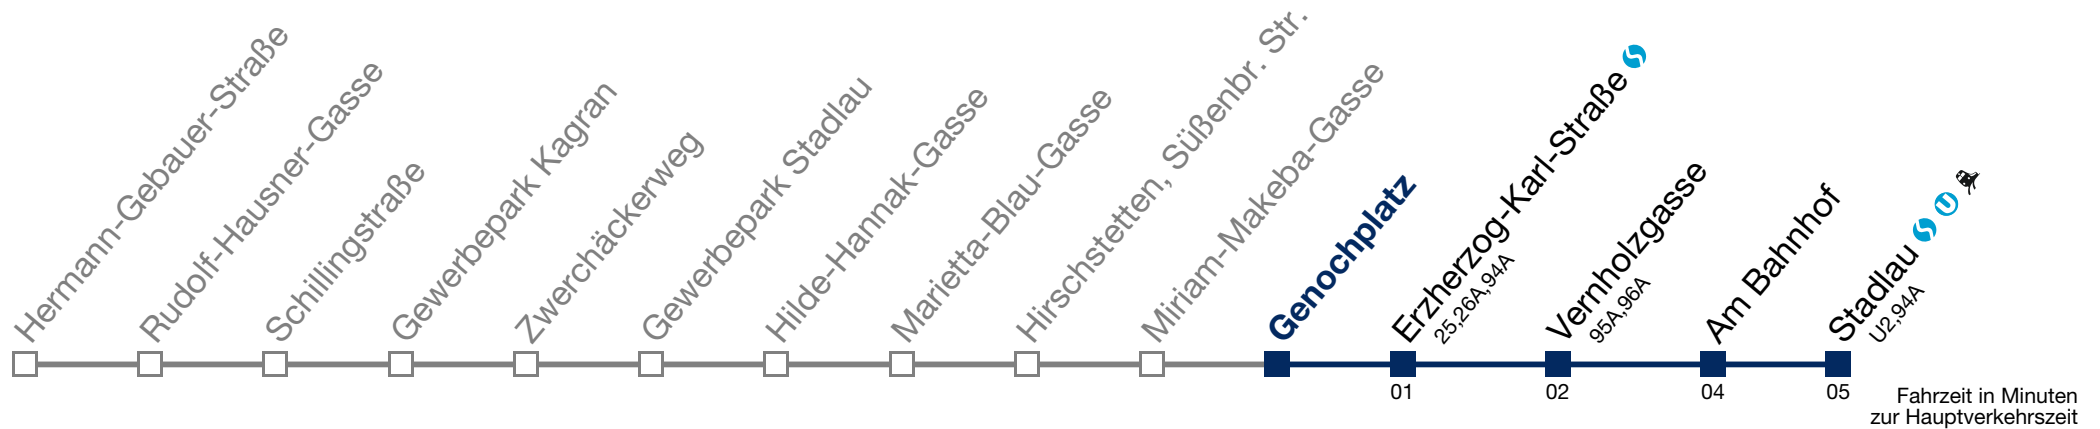 Hermann-Gebauer-Straße
Rudolf-Hausner-Gasse
Schillingstraße
Gewerbepark Kagran
Zwerchäckerweg
Gewerbepark Stadlau
Hilde-Hannak-Gasse
Marietta-Blau-Gasse
Hirschstetten, Süßenbr. Str.
Miriam-Makeba-Gasse
Genochplatz
Erzherzog-Karl-Straße S
25,26A,94A
Vernholzgasse
95A,96A
Am Bahnhof
Stadlau S U
U2,94A
01
02
04
05
Fahrzeit in Minuten
zur Hauptverkehrszeit